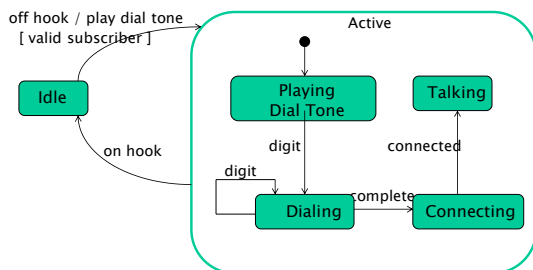 off hook / play dial tone
[ valid subscriber ]
Active
Idle
Playing
Dial Tone
Talking
on hook
digit
connected
digit
Dialing
complete
Connecting